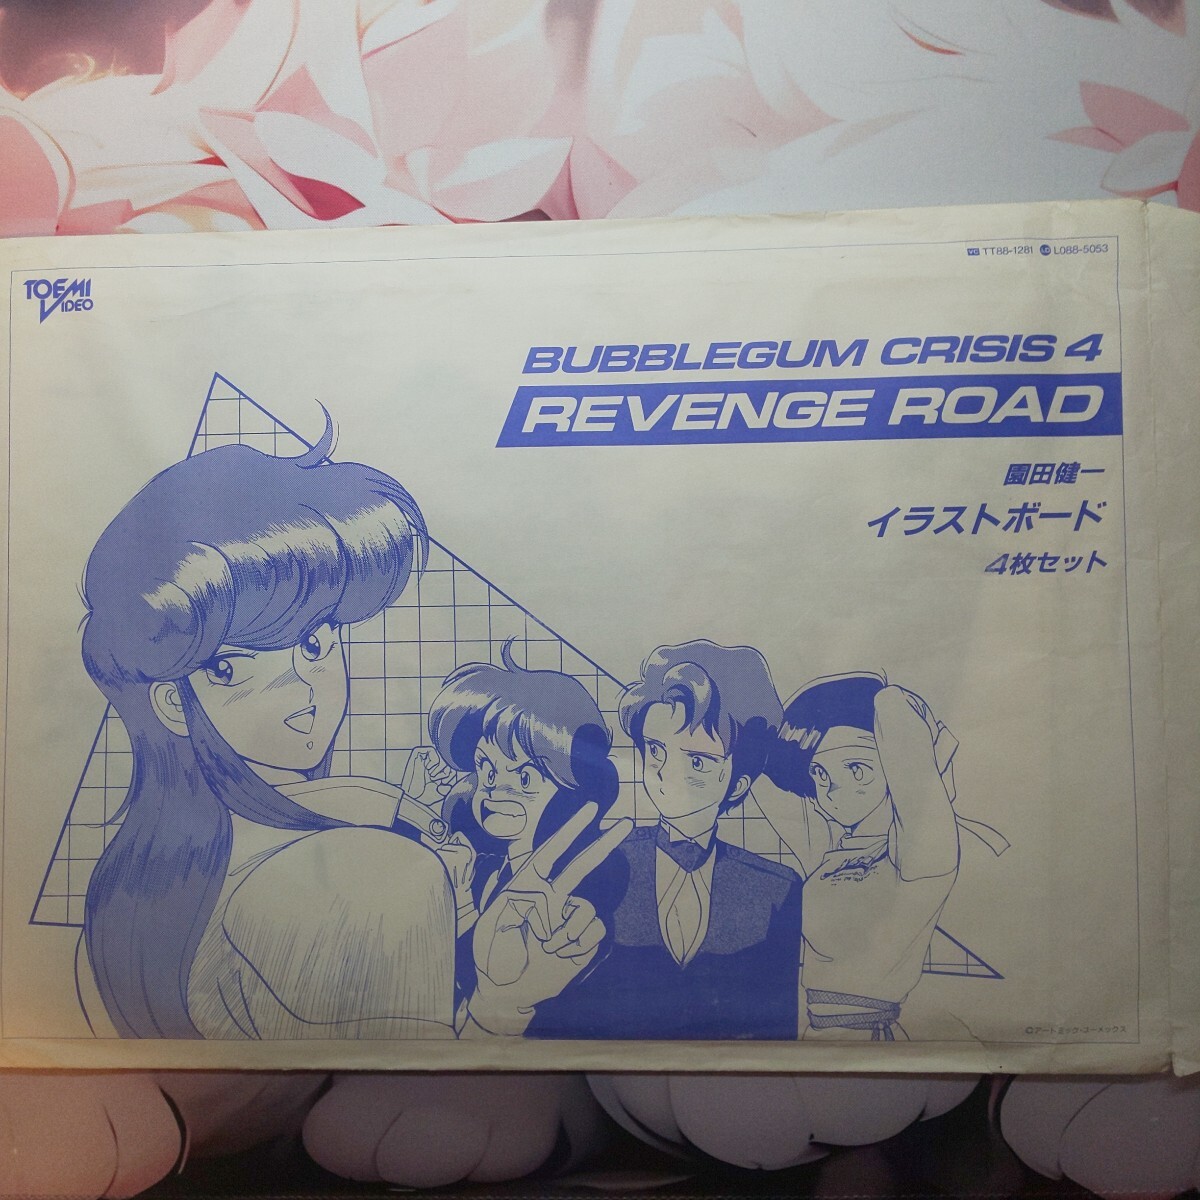 TOEMI
VIDEO
VC TT88-1281 LD L088-5053
BUBBLEGUM CRISIS 4
REVENGE ROAD
園田健一
イラストボード
4枚セット
©アートミック・ユーメックス